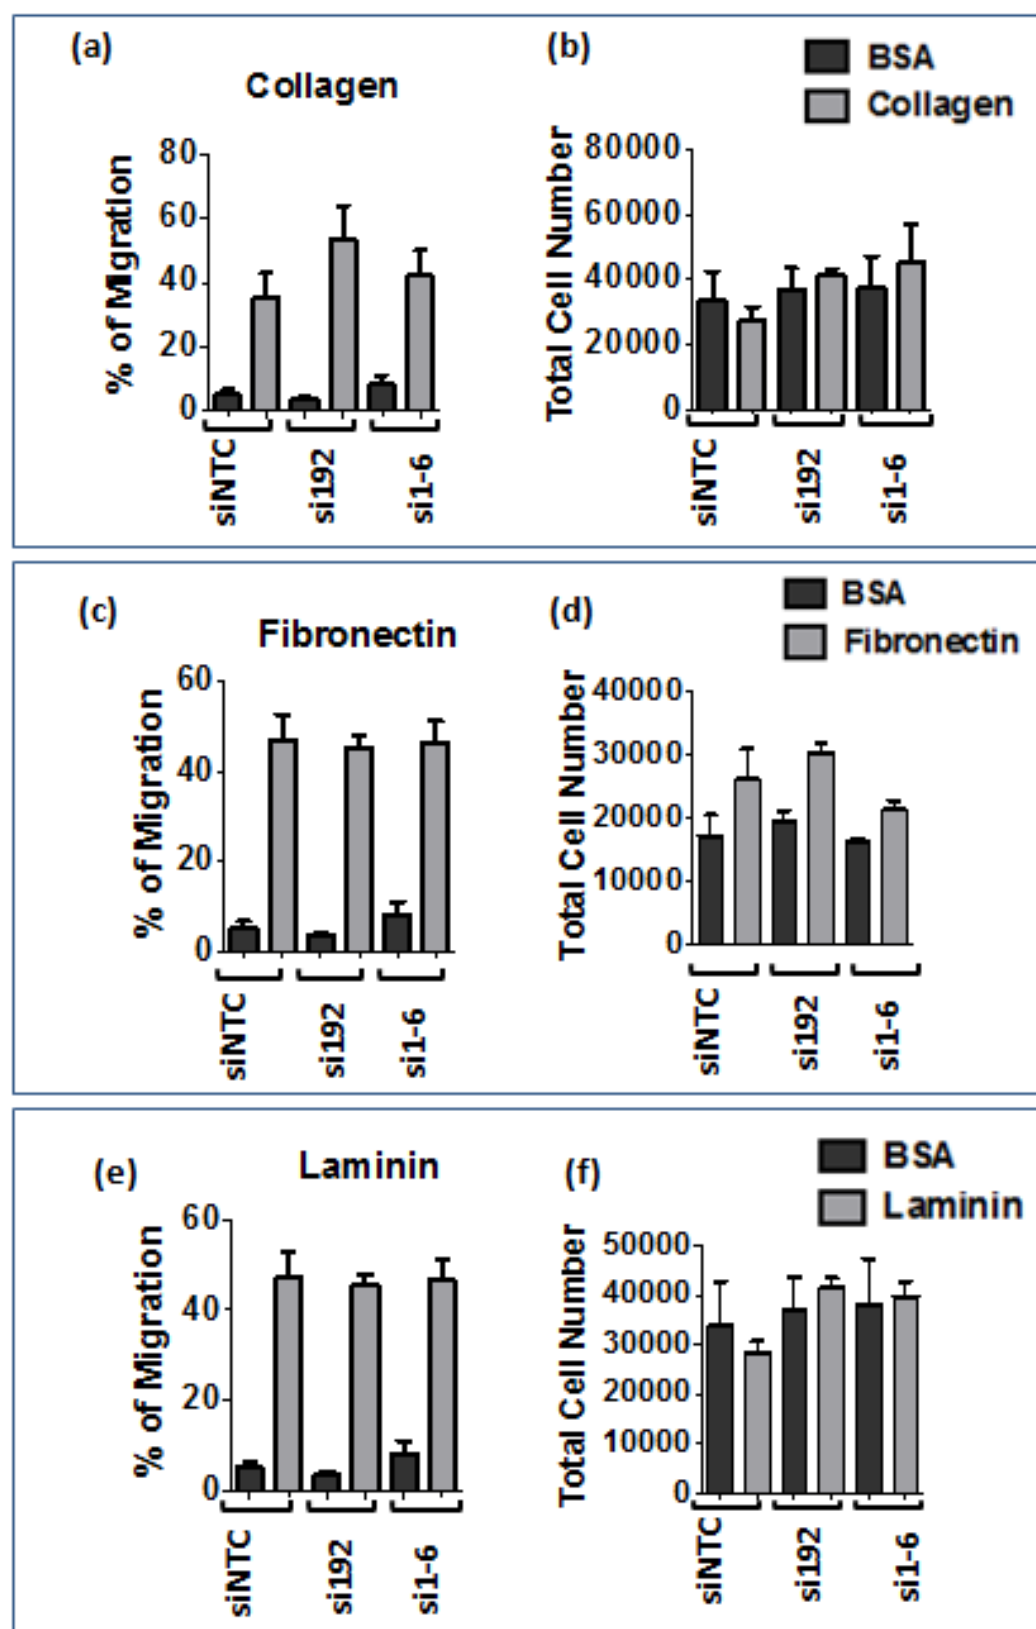 (a)
Collagen
% of Migration
80
60
40
20
0
siNTC
si192
si1-6
(b)
BSA
Collagen
Total Cell Number
80000
60000
40000
20000
0
siNTC
si192
si1-6
(c)
Fibronectin
% of Migration
60
40
20
0
siNTC
si192
si1-6
(d)
BSA
Fibronectin
Total Cell Number
40000
30000
20000
10000
0
siNTC
si192
si1-6
(e)
Laminin
% of Migration
60
40
20
0
siNTC
si192
si1-6
(f)
BSA
Laminin
Total Cell Number
50000
40000
30000
20000
10000
0
siNTC
si192
si1-6